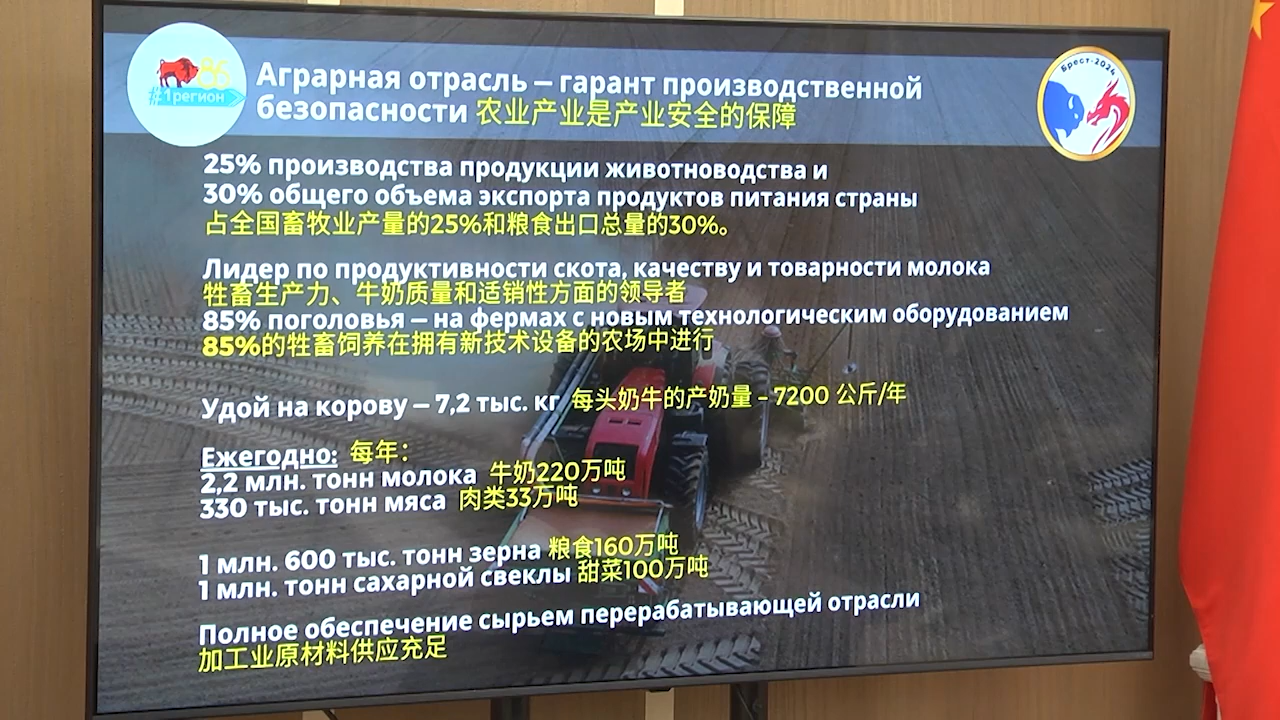 86
#1регион
Брест-2024
Аграрная отрасль – гарант производственной
безопасности 农业产业是产业安全的保障
25% производства продукции животноводства и
30% общего объема экспорта продуктов питания страны
占全国畜牧业产量的25%和粮食出口总量的30%。
Лидер по продуктивности скота, качеству и товарности молока
牲畜生产力、牛奶质量和适销性方面的领导者
85% поголовья – на фермах с новым технологическим оборудованием
85%的牲畜饲养在拥有新技术设备的农场中进行
Удой на корову – 7,2 тыс. кг 每头奶牛的产奶量 – 7200 公斤/年
Ежегодно: 每年：
2,2 млн. тонн молока 牛奶220万吨
330 тыс. тонн мяса 肉类33万吨
1 млн. 600 тыс. тонн зерна 粮食160万吨
1 млн. тонн сахарной свеклы 甜菜100万吨
Полное обеспечение сырьем перерабатывающей отрасли
加工业原材料供应充足